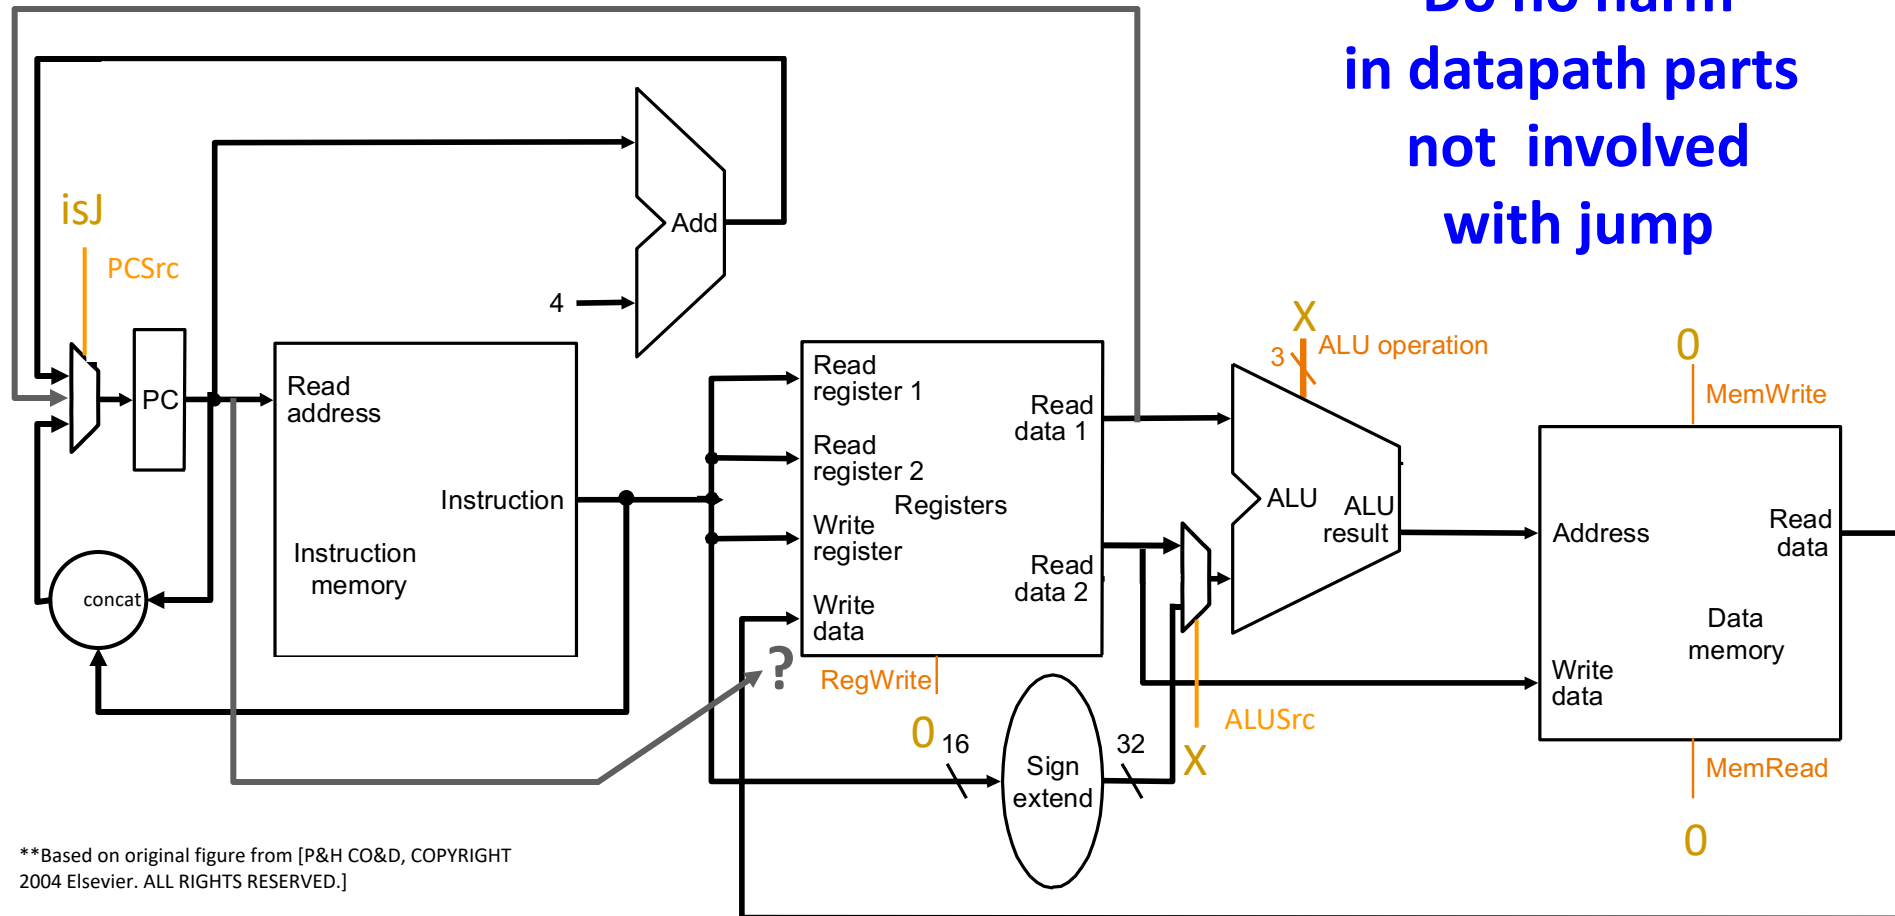 Do no harm
in datapath parts
not involved
with jump
isJ
PCSrc
Add
4
X
3
ALU operation
0
MemWrite
PC
Read
address
Instruction
Instruction
memory
concat
Read
register 1
Read
register 2
Write
register
Write
data
Registers
Read
data 1
Read
data 2
?
RegWrite
0
16
Sign
extend
32
ALUSrc
X
ALU
ALU
result
Address
Read
data
Data
memory
Write
data
MemRead
0
**Based on original figure from [P&H CO&D, COPYRIGHT
2004 Elsevier. ALL RIGHTS RESERVED.]